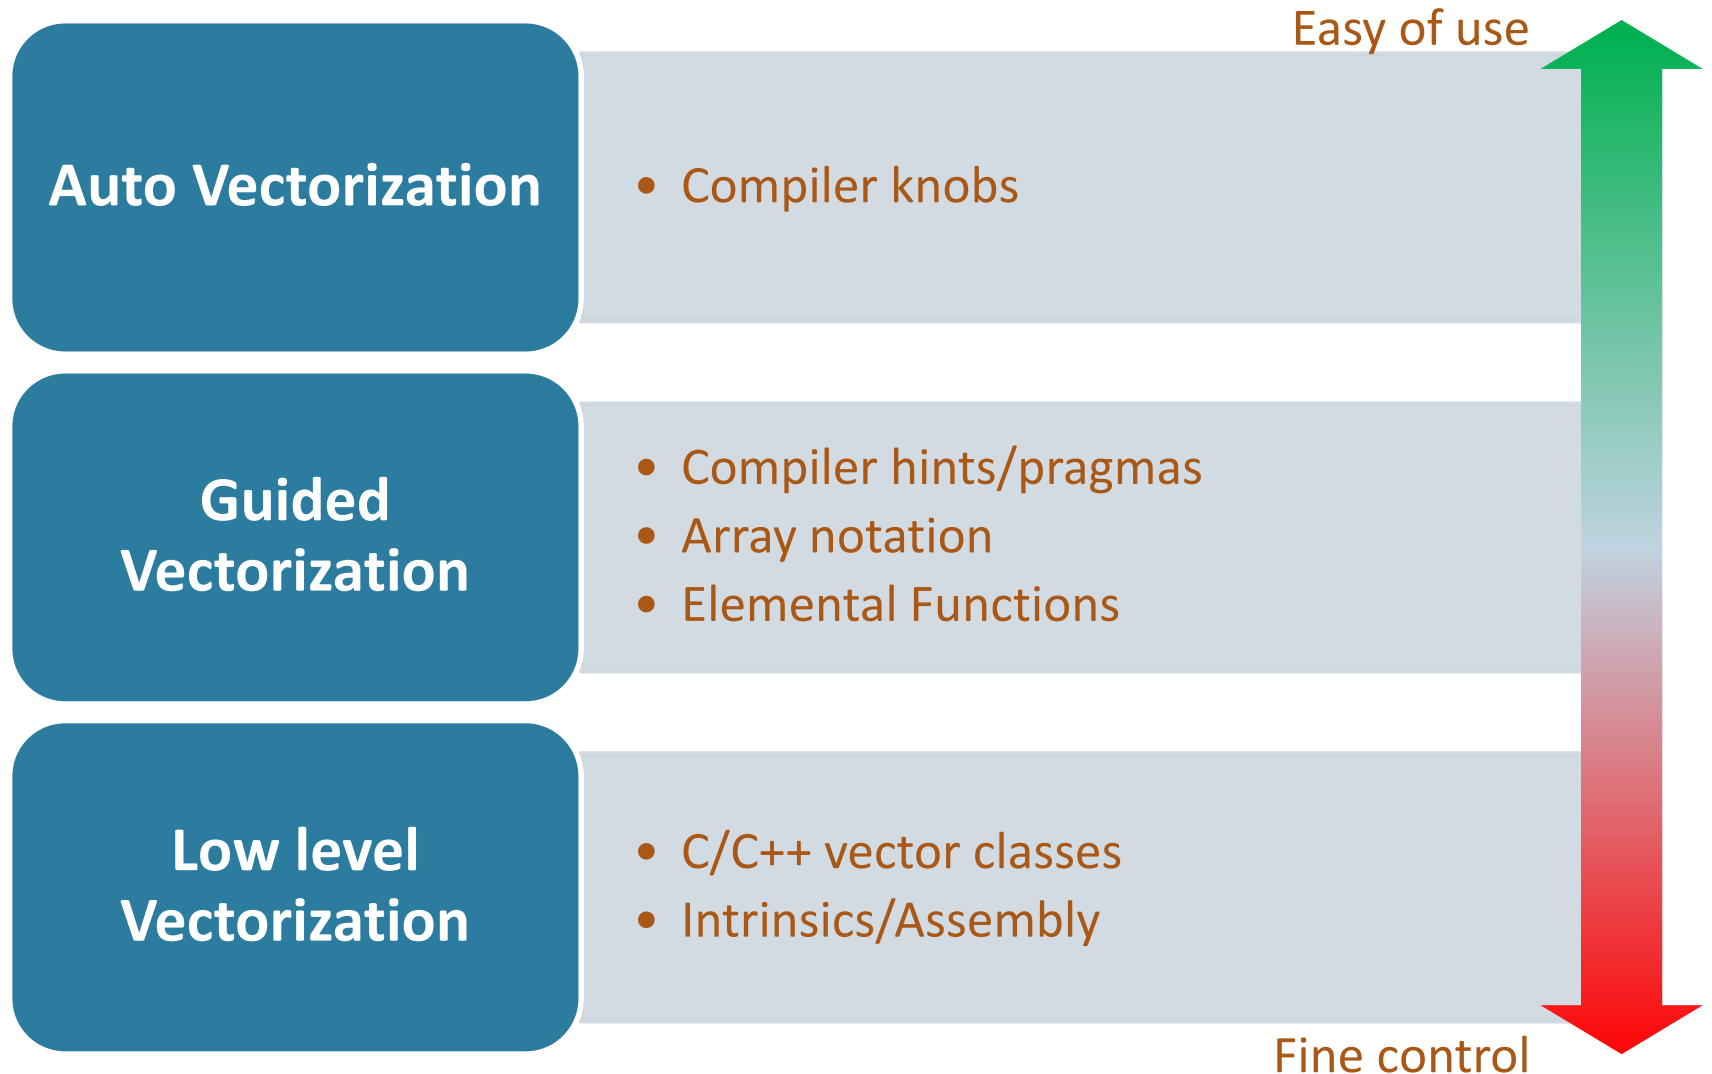 Easy of use
Auto Vectorization
• Compiler knobs
Guided
Vectorization
• Compiler hints/pragmas
• Array notation
• Elemental Functions
Low level
Vectorization
• C/C++ vector classes
• Intrinsics/Assembly
Fine control